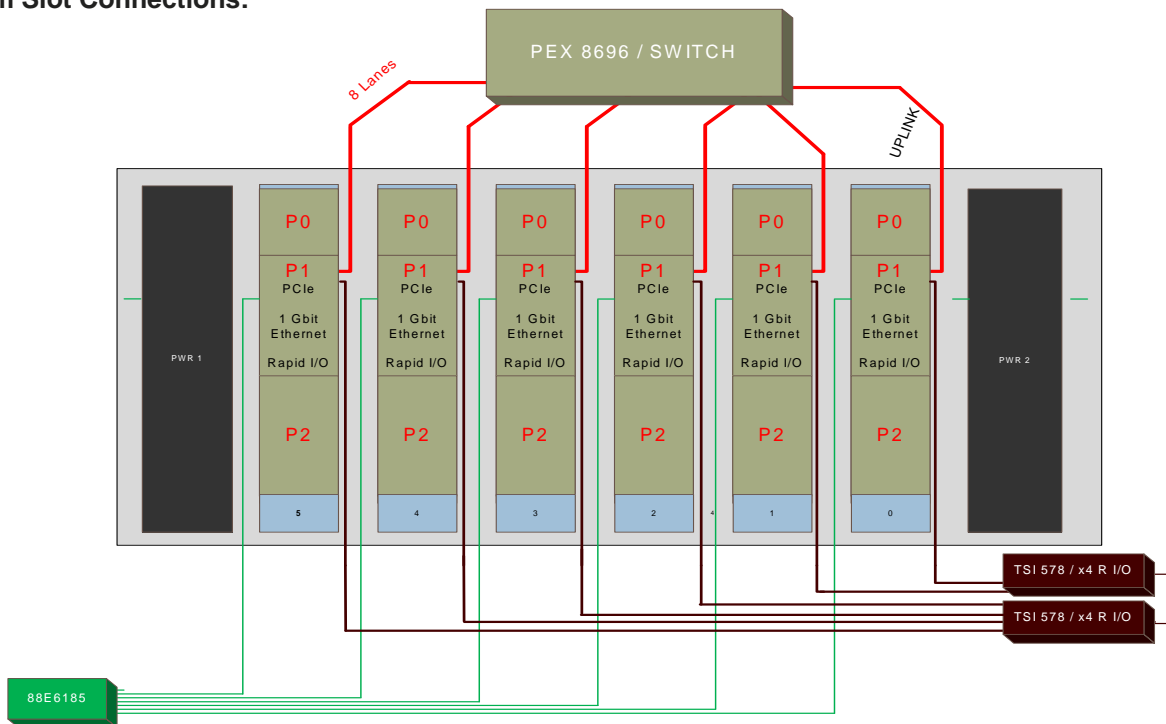 Slot Connections:
PEX 8696 / SWITCH
8 Lanes
UPLINK
P0 P0 P0 P0 P0 P0
P1 P1 P1 P1 P1 P1
PCIe PCIe PCIe PCIe PCIe PCIe
1 Gbit 1 Gbit 1 Gbit 1 Gbit 1 Gbit 1 Gbit
Ethernet Ethernet Ethernet Ethernet Ethernet Ethernet
PWR 1 Rapid I/O Rapid I/O Rapid I/O Rapid I/O Rapid I/O Rapid I/O PWR 2
P2 P2 P2 P2 P2 P2
5 4 3 2 4 1 0
TSI 578 / x4 R I/O
TSI 578 / x4 R I/O
88E6185